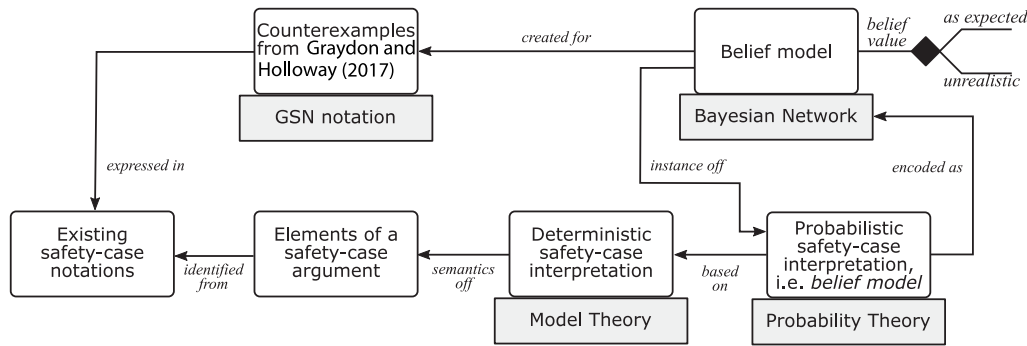 Counterexamples
from Graydon and
Holloway (2017)
GSN notation
created for
Belief model
Bayesian Network
belief
value
as expected
unrealistic
expressed in
instance off
encoded as
Existing
safety-case
notations
identified
from
Elements of a
safety-case
argument
semantics
off
Deterministic
safety-case
interpretation
Model Theory
based
on
Probabilistic
safety-case
interpretation,
i.e. belief model
Probability Theory